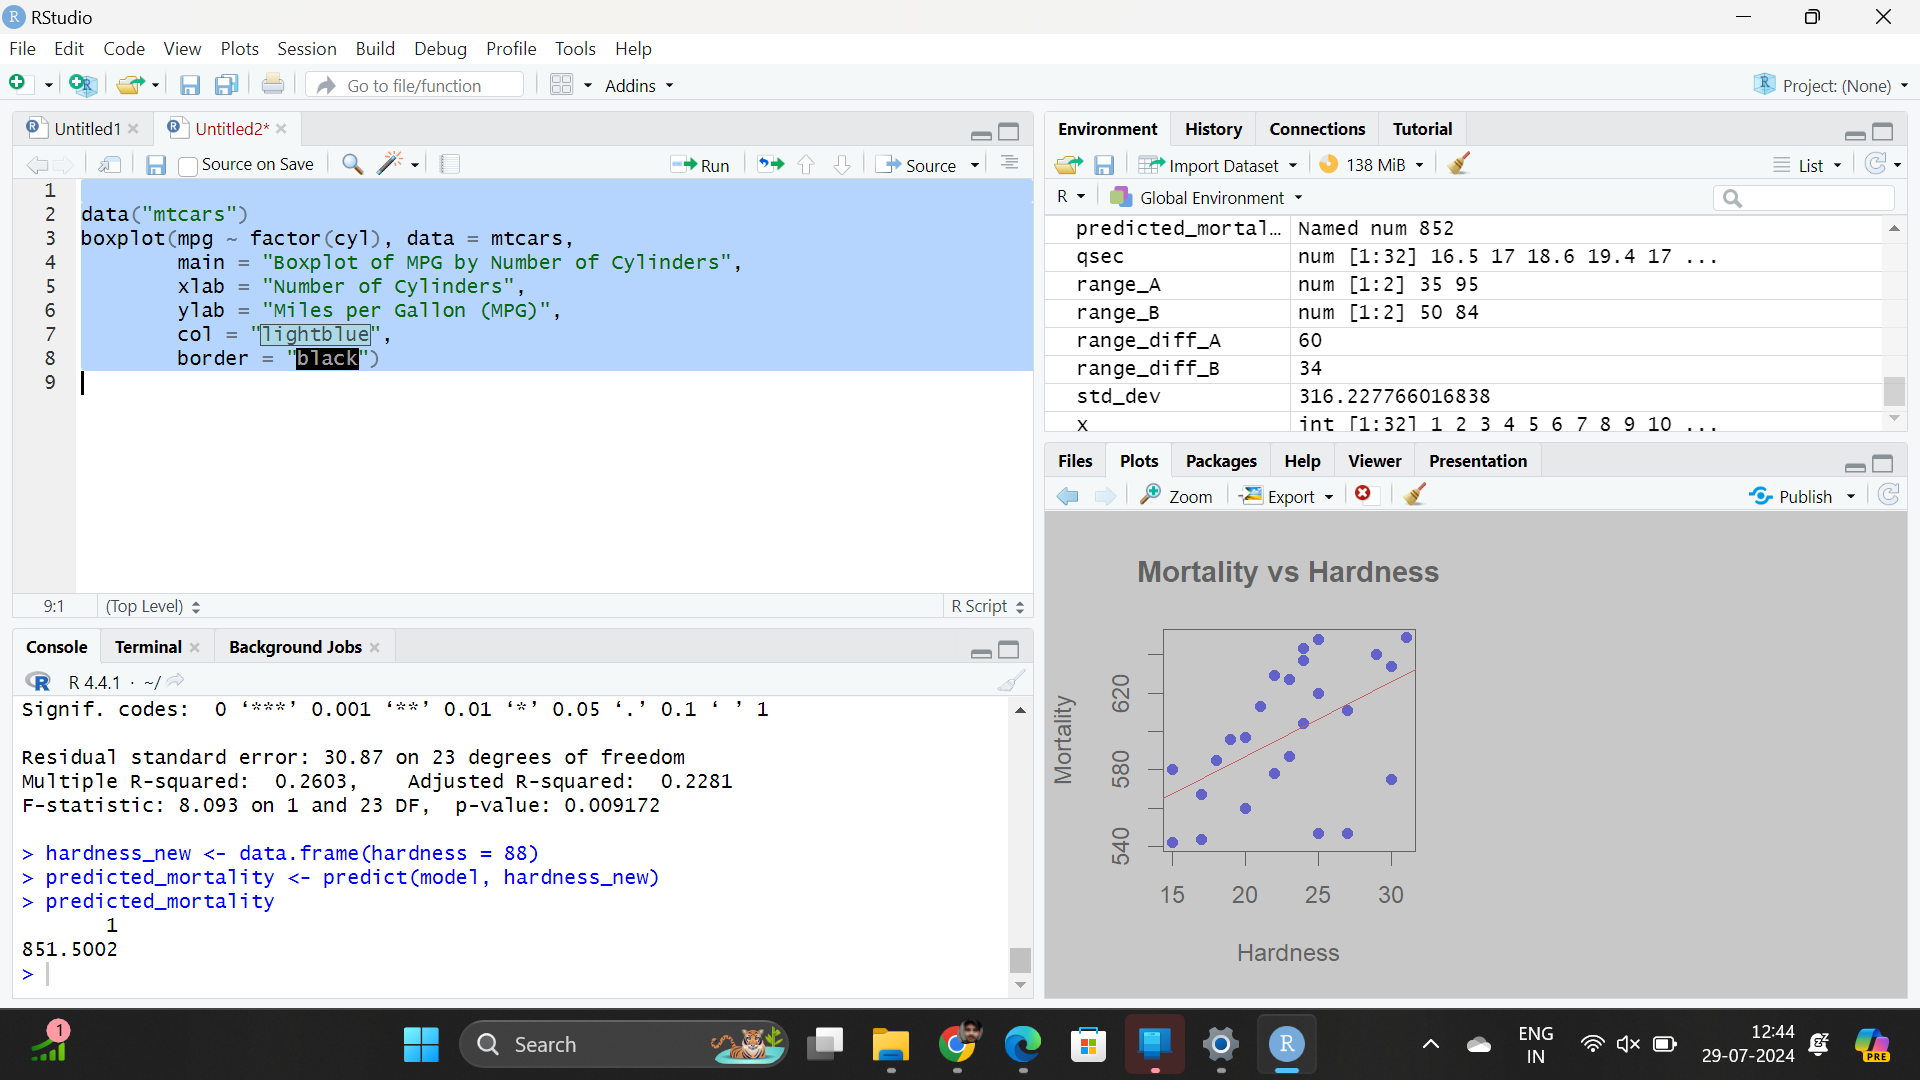 RStudio
File Edit Code View Plots Session Build Debug Profile Tools Help
Go to file/function Addins Project: (None)
Untitled1 Untitled2*
Source on Save Run Source
1
2 data("mtcars")
3 boxplot(mpg ~ factor(cyl), data = mtcars,
4 main = "Boxplot of MPG by Number of Cylinders",
5 xlab = "Number of Cylinders",
6 ylab = "Miles per Gallon (MPG)",
7 col = "lightblue",
8 border = "black")
9
9:1 (Top Level) R Script
Console Terminal Background Jobs
R 4.4.1 · ~/
Signif. codes: 0 ‘***’ 0.001 ‘**’ 0.01 ‘*’ 0.05 ‘.’ 0.1 ‘ ’ 1
Residual standard error: 30.87 on 23 degrees of freedom
Multiple R-squared: 0.2603, Adjusted R-squared: 0.2281
F-statistic: 8.093 on 1 and 23 DF, p-value: 0.009172
> hardness_new <- data.frame(hardness = 88)
> predicted_mortality <- predict(model, hardness_new)
> predicted_mortality
1
851.5002
>
Environment History Connections Tutorial
Import Dataset 138 MiB List
R Global Environment
predicted_mortal… Named num 852
qsec num [1:32] 16.5 17 18.6 19.4 17 ...
range_A num [1:2] 35 95
range_B num [1:2] 50 84
range_diff_A 60
range_diff_B 34
std_dev 316.227766016838
x int [1:32] 1 2 3 4 5 6 7 8 9 10 ...
Files Plots Packages Help Viewer Presentation
Zoom Export Publish
Mortality vs Hardness
Mortality
620
580
540
15 20 25 30
Hardness
1
Search
ENG
IN
12:44
29-07-2024
PRE